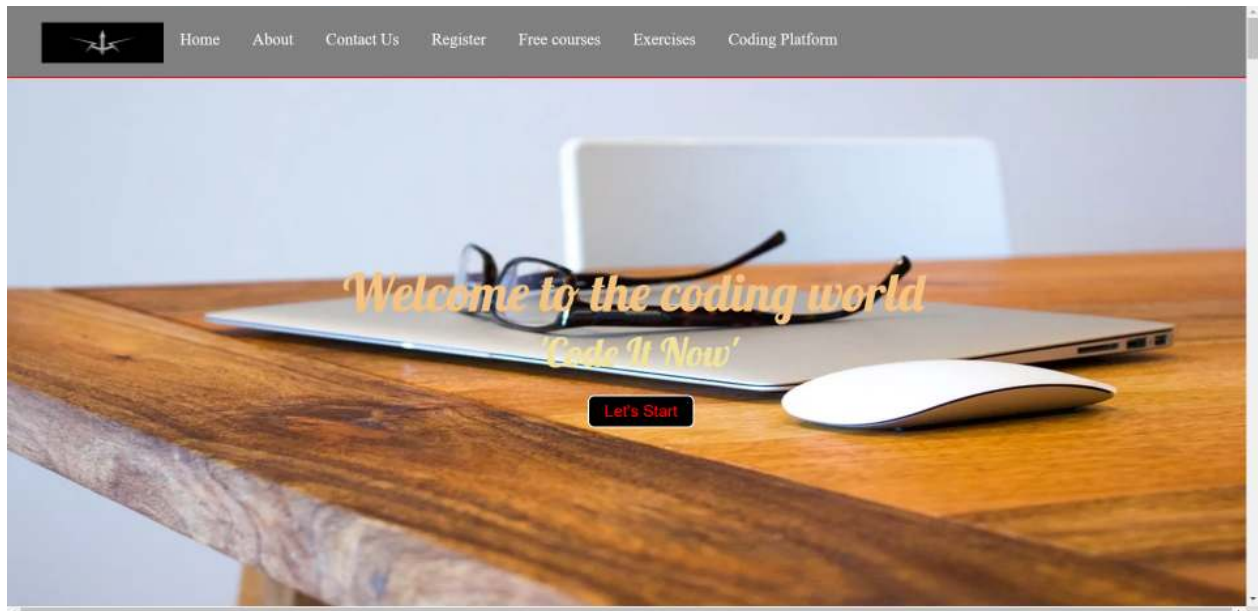 Home About Contact Us Register Free courses Exercises Coding Platform
Welcome to the coding world
'Code It Now'
Let's Start